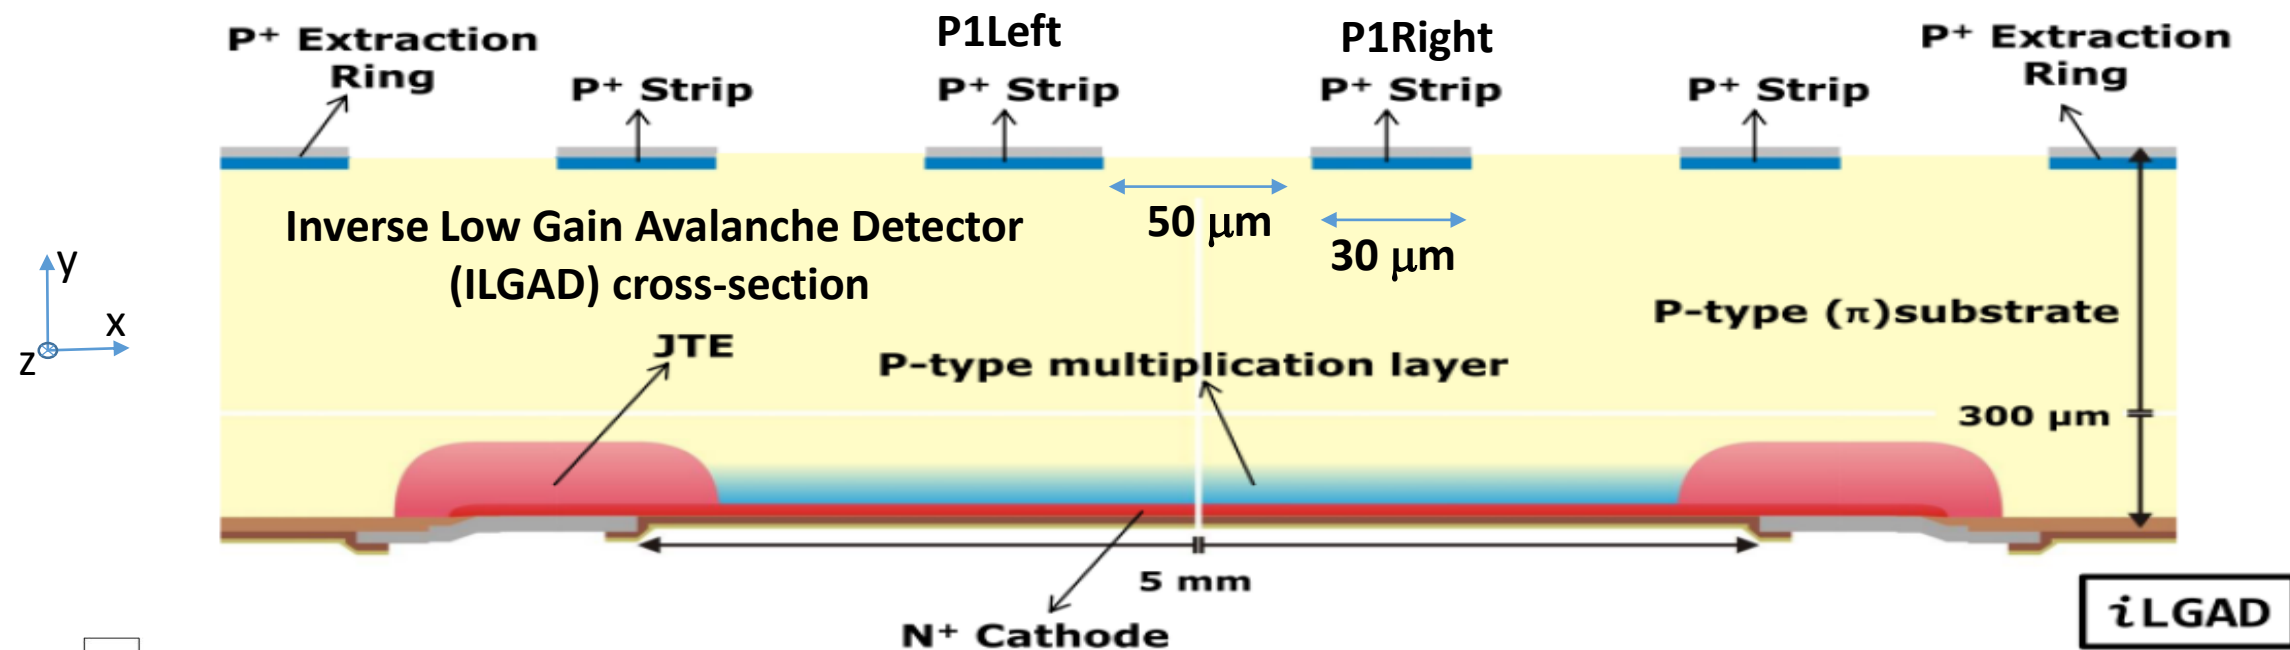 P⁺ Extraction
Ring
P⁺ Strip
P1Left
P⁺ Strip
P1Right
P⁺ Strip
P⁺ Strip
P⁺ Extraction
Ring
50 μm
30 μm
Inverse Low Gain Avalanche Detector
(ILGAD) cross-section
y
x
z
JTE
P-type multiplication layer
P-type (π)substrate
300 μm
5 mm
N⁺ Cathode
iLGAD